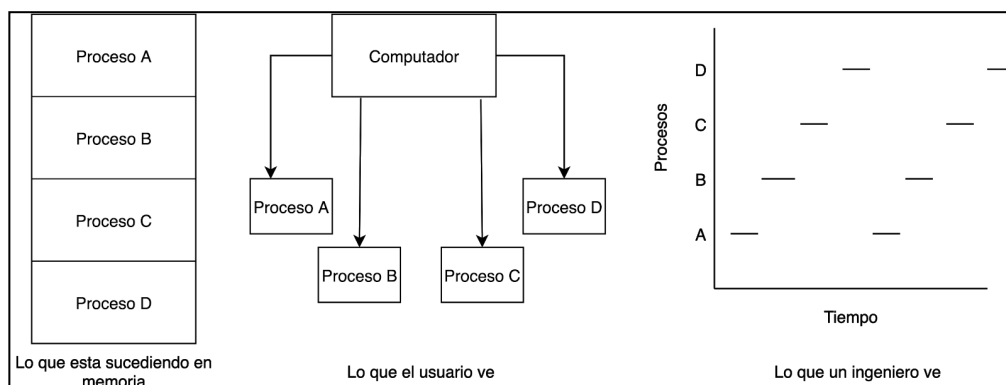 Proceso A
Proceso B
Proceso C
Proceso D
Lo que esta sucediendo en
memoria
Computador
Proceso A
Proceso D
Proceso B
Proceso C
Lo que el usuario ve
Procesos
D
C
B
A
Tiempo
Lo que un ingeniero ve